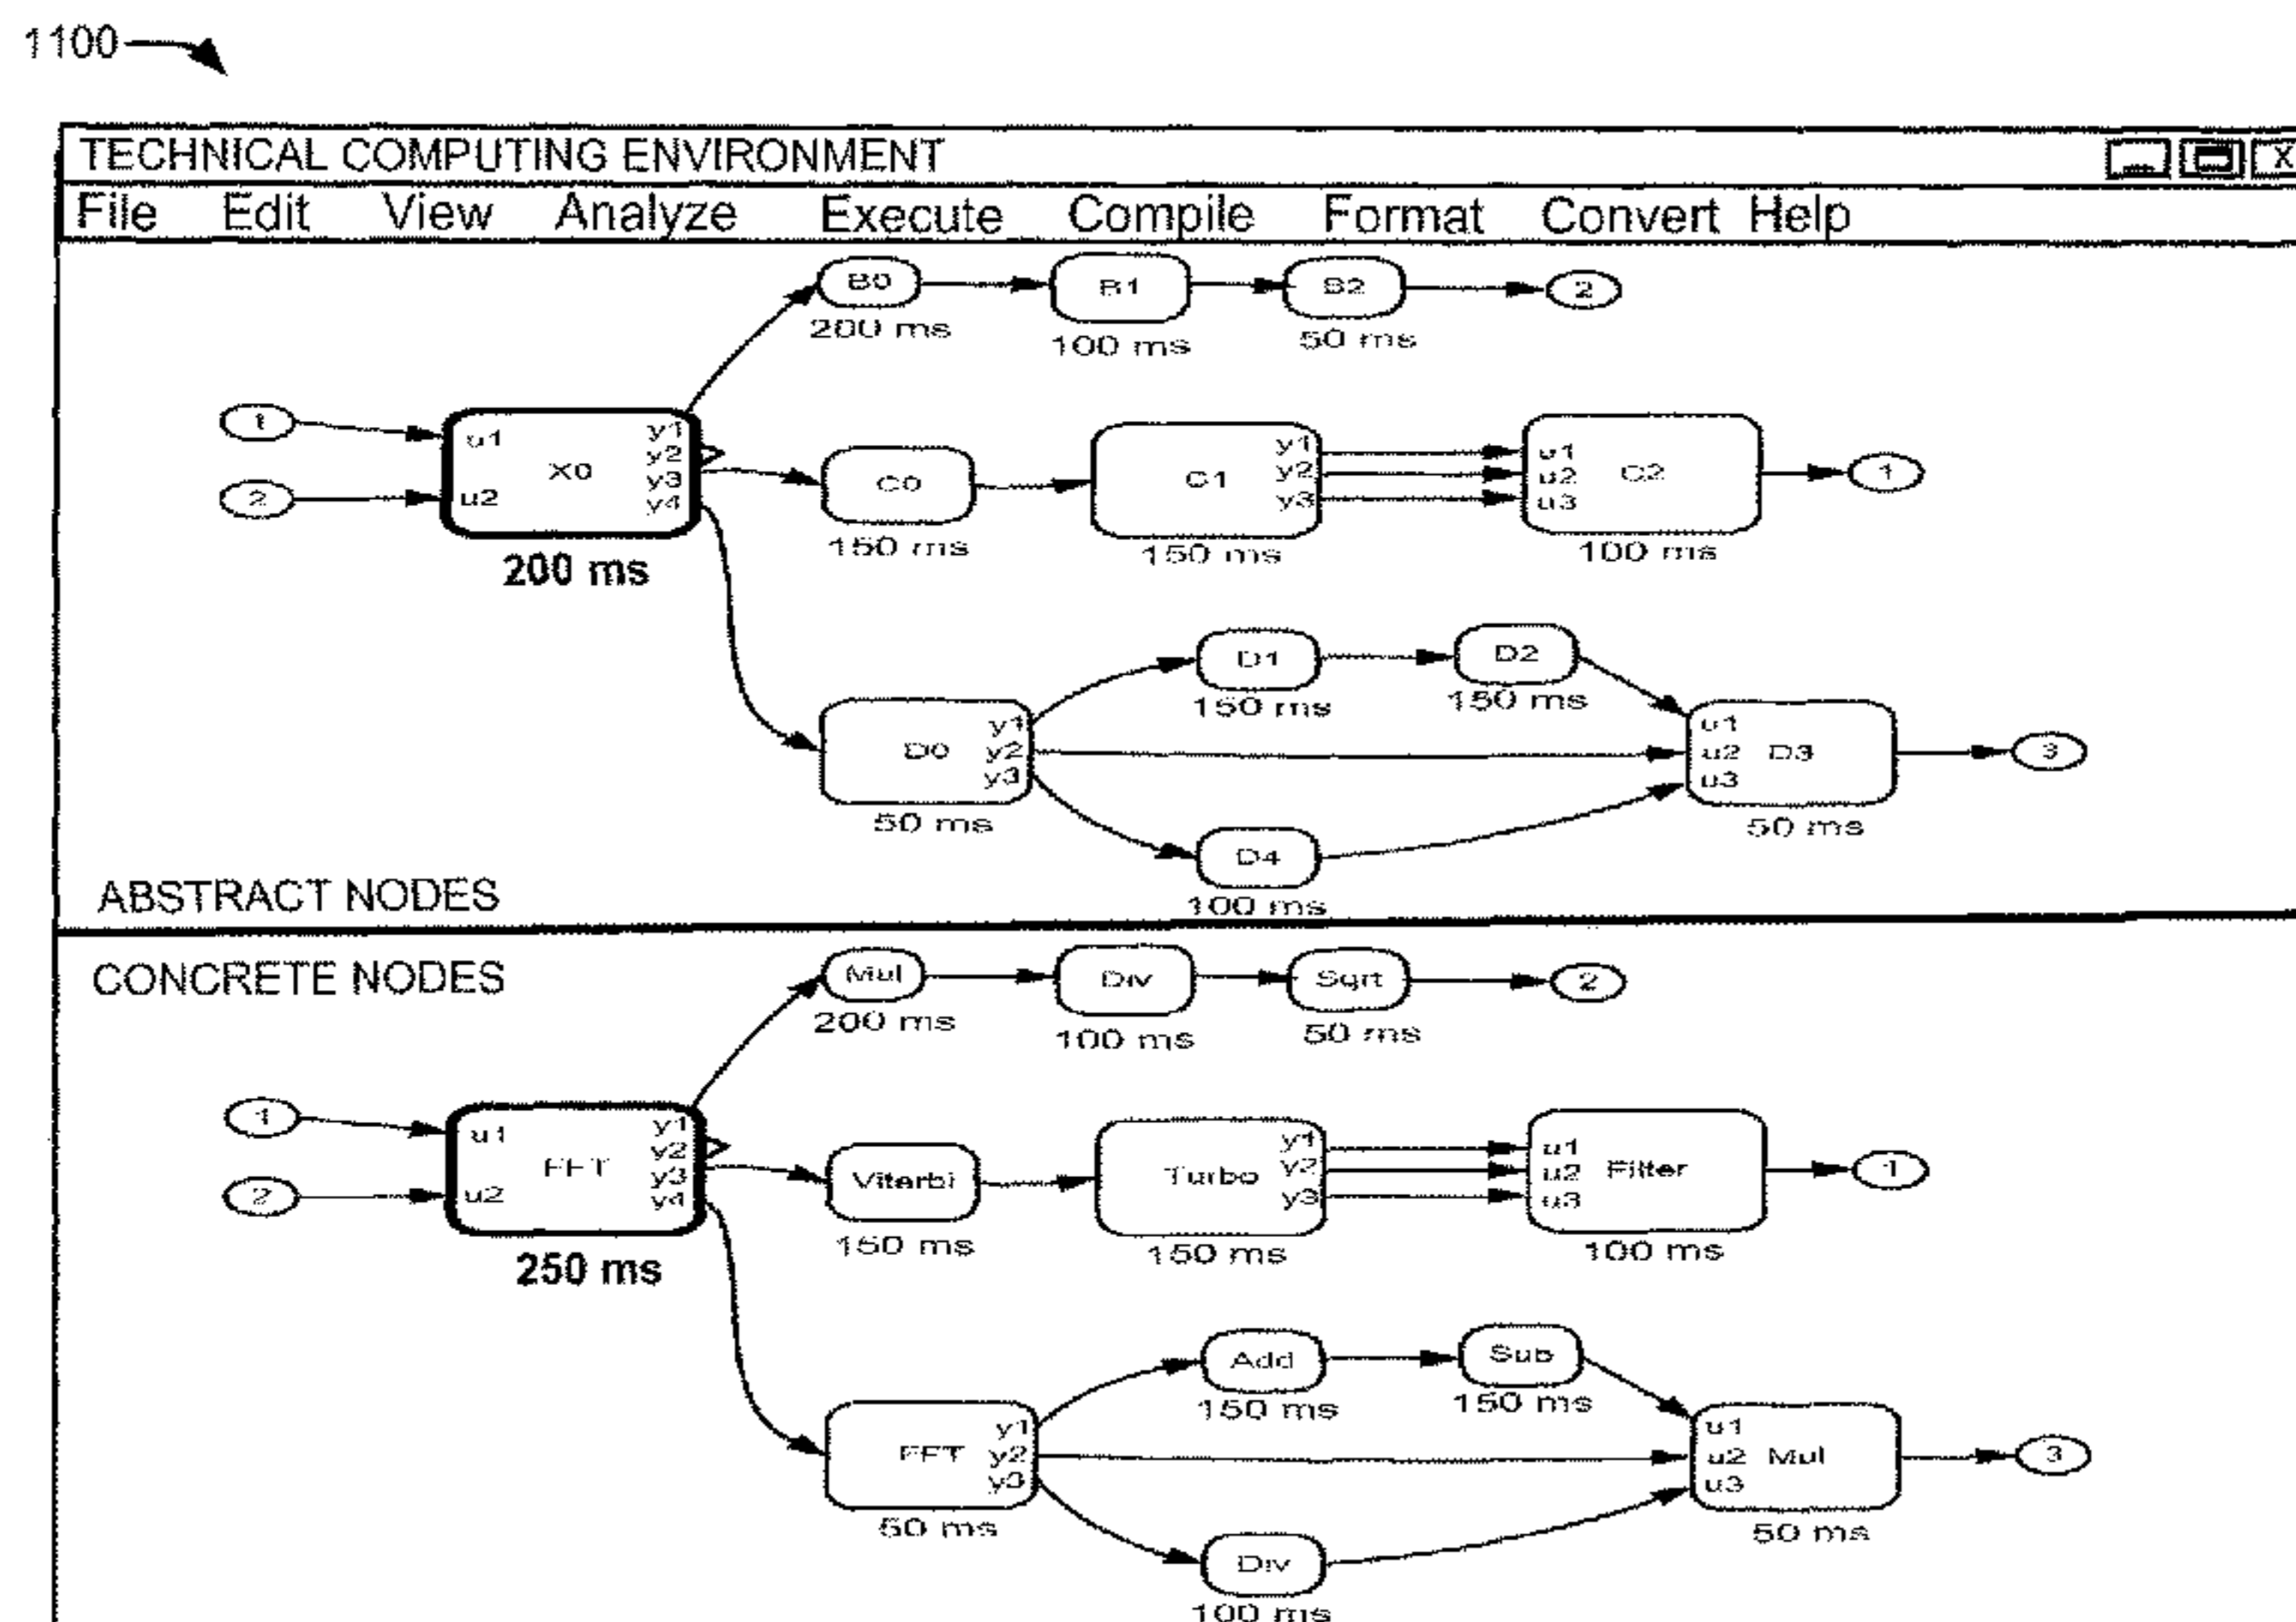 1100
TECHNICAL COMPUTING ENVIRONMENT X
File Edit View Analyze Execute Compile Format Convert Help
B0 B1 B2 2
200 ms 100 ms 50 ms
1 u1 X0 y1
y2
2 u2 y3
y4
200 ms
C0 C1 y1 u1 C2 1
y2 u2
y3 u3
150 ms 150 ms 100 ms
D1 D2
150 ms 150 ms
D0 y1 u1 D3 3
y2 u2
y3 u3
50 ms 50 ms
D4
100 ms
ABSTRACT NODES
CONCRETE NODES
Mul Div Sqrt 2
200 ms 100 ms 50 ms
1 u1 FFT y1
y2
2 u2 y3
y4
250 ms
Viterbi Turbo y1 u1 Filter 1
y2 u2
y3 u3
150 ms 150 ms 100 ms
Add Sub
150 ms 150 ms
FFT y1 u1 Mul 3
y2 u2
y3 u3
50 ms 50 ms
Div
100 ms